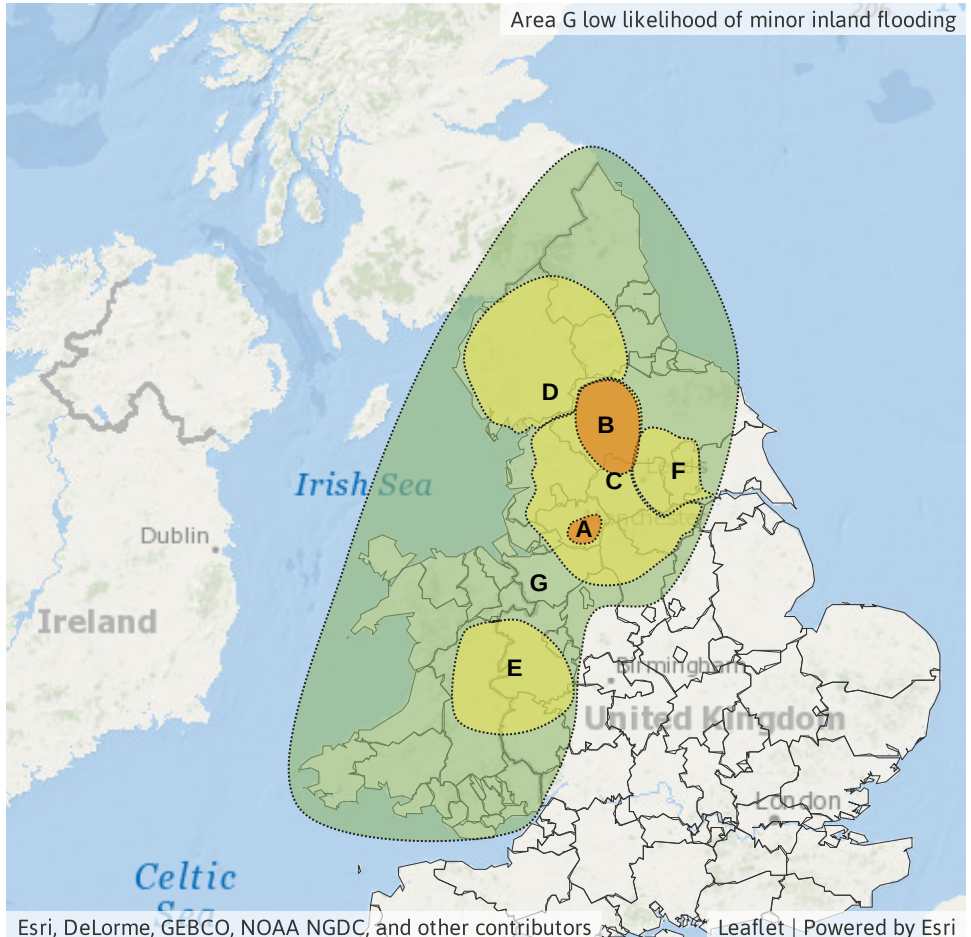 Area G low likelihood of minor inland flooding
D
B
F
C
Irish Sea
A
Dublin
G
Ireland
E
Birmingham
United Kingdom
London
Celtic
Sea
Esri, DeLorme, GEBCO, NOAA NGDC, and other contributors
Leaflet | Powered by Esri